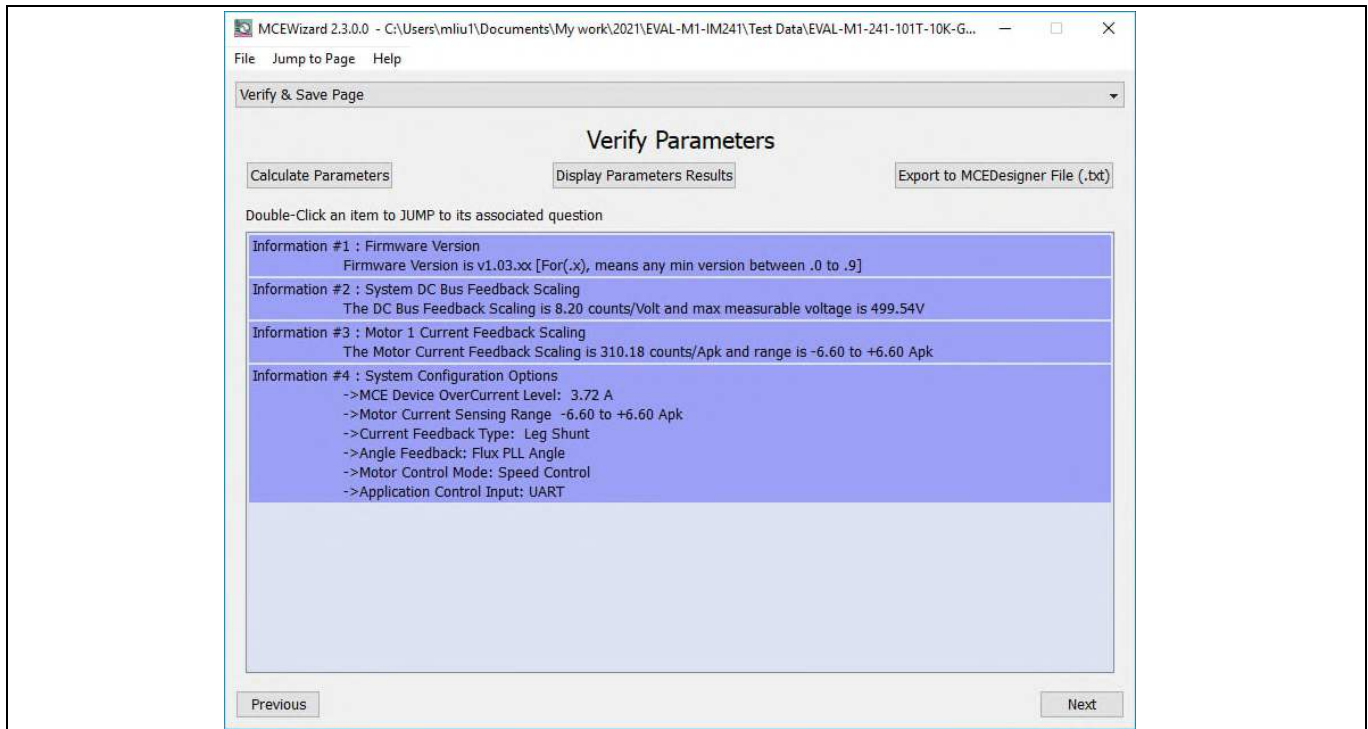 MCEWizard 2.3.0.0 - C:\Users\mliu1\Documents\My work\2021\EVAL-M1-IM241\Test Data\EVAL-M1-241-101T-10K-G...
File Jump to Page Help
Verify & Save Page
Verify Parameters
Calculate Parameters Display Parameters Results Export to MCEDesigner File (.txt)
Double-Click an item to JUMP to its associated question
Information #1 : Firmware Version
Firmware Version is v1.03.xx [For(.x), means any min version between .0 to .9]
Information #2 : System DC Bus Feedback Scaling
The DC Bus Feedback Scaling is 8.20 counts/Volt and max measurable voltage is 499.54V
Information #3 : Motor 1 Current Feedback Scaling
The Motor Current Feedback Scaling is 310.18 counts/Apk and range is -6.60 to +6.60 Apk
Information #4 : System Configuration Options
->MCE Device OverCurrent Level: 3.72 A
->Motor Current Sensing Range -6.60 to +6.60 Apk
->Current Feedback Type: Leg Shunt
->Angle Feedback: Flux PLL Angle
->Motor Control Mode: Speed Control
->Application Control Input: UART
Previous Next